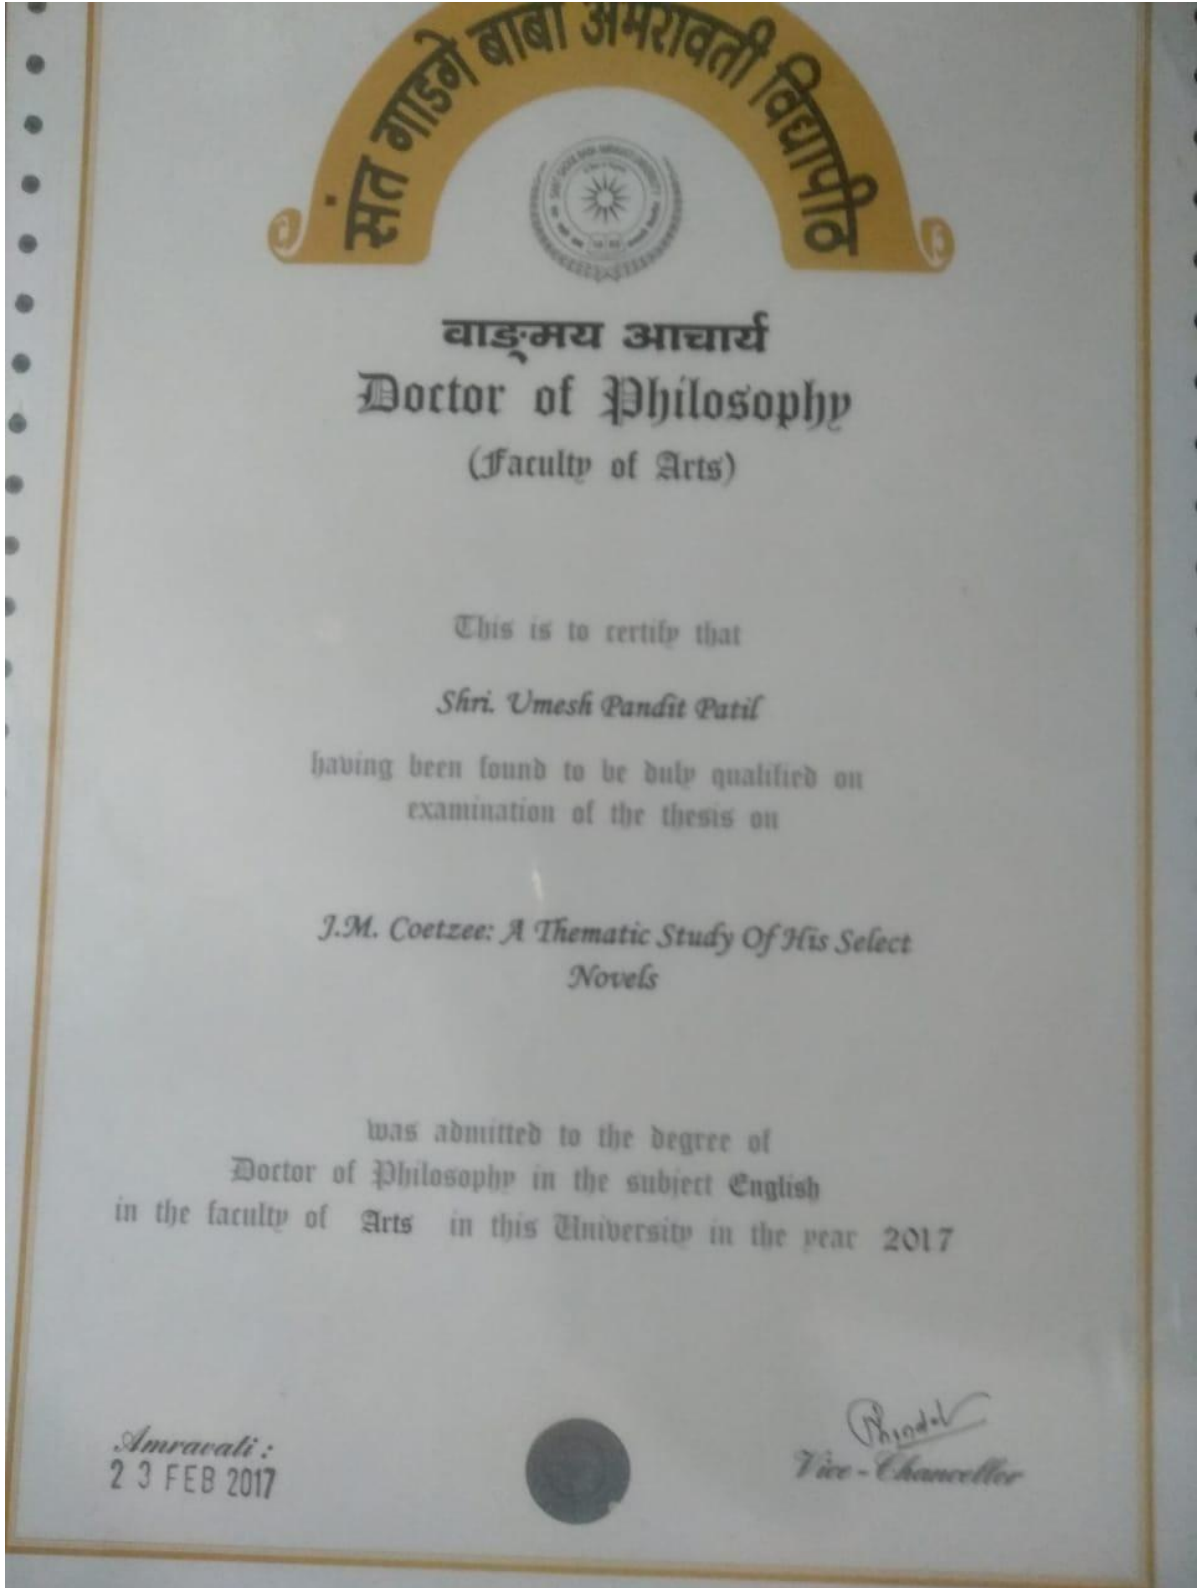 संत गाडगे बाबा अमरावती विद्यापीठ
वाङ्मय आचार्य
Doctor of Philosophy
(Faculty of Arts)
This is to certify that
Shri. Umesh Pandit Patil
having been found to be duly qualified on
examination of the thesis on
J.M. Coetzee: A Thematic Study Of His Select
Novels
was admitted to the degree of
Doctor of Philosophy in the subject English
in the faculty of Arts in this University in the year 2017
Amravati :
23 FEB 2017
Vice-Chancellor